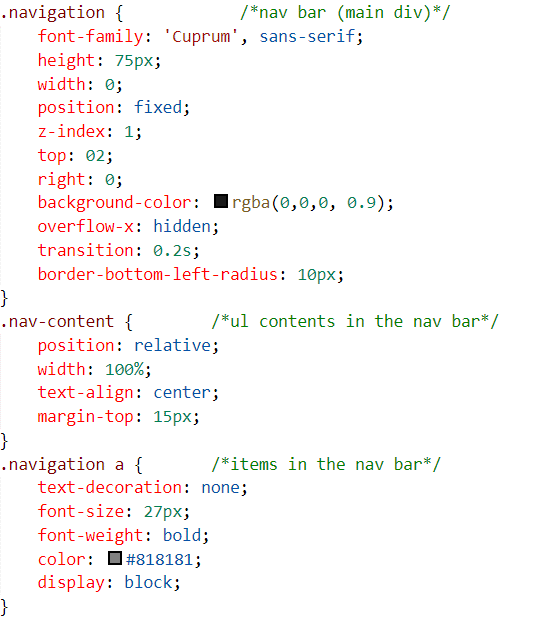 .navigation {          /*nav bar (main div)*/
    font-family: 'Cuprum', sans-serif;
    height: 75px;
    width: 0;
    position: fixed;
    z-index: 1;
    top: 02;
    right: 0;
    background-color: rgba(0,0,0, 0.9);
    overflow-x: hidden;
    transition: 0.2s;
    border-bottom-left-radius: 10px;
}
.nav-content {        /*ul contents in the nav bar*/
    position: relative;
    width: 100%;
    text-align: center;
    margin-top: 15px;
}
.navigation a {       /*items in the nav bar*/
    text-decoration: none;
    font-size: 27px;
    font-weight: bold;
    color: #818181;
    display: block;
}